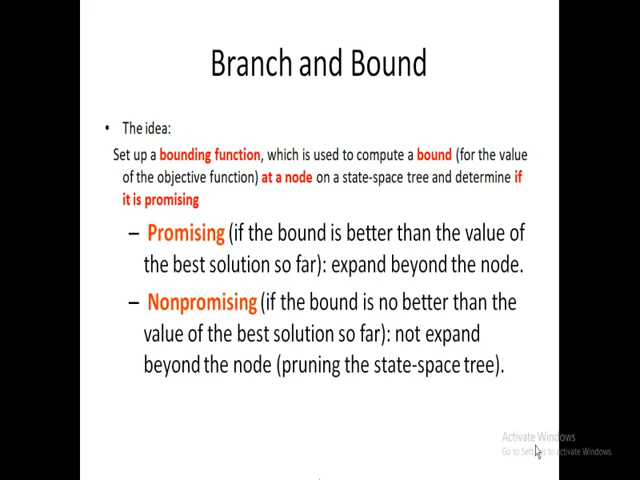 Branch and Bound
• The idea:
Set up a bounding function, which is used to compute a bound (for the value
of the objective function) at a node on a state-space tree and determine if
it is promising
– Promising (if the bound is better than the value of
the best solution so far): expand beyond the node.
– Nonpromising (if the bound is no better than the
value of the best solution so far): not expand
beyond the node (pruning the state-space tree).
Activate Windows
Go to Settings to activate Windows.